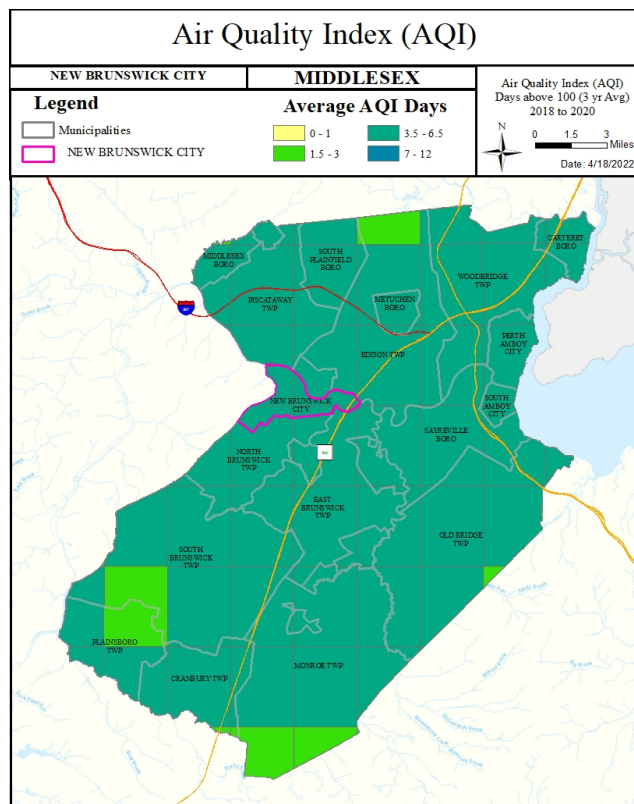 Air Quality Index (AQI)
NEW BRUNSWICK CITY
MIDDLESEX
Air Quality Index (AQI)
Days above 100 (3 yr Avg)
2018 to 2020
Legend
Municipalities
NEW BRUNSWICK CITY
Average AQI Days
0 - 1
1.5 - 3
3.5 - 6.5
7 - 12
N
0 1.5 3
Miles
Date: 4/18/2022
CARTERET
BORO
MIDDLESEX
BORO
SOUTH
PLAINFIELD
BORO
WOODBRIDGE
TWP
PISCATAWAY
TWP
METUCHEN
BORO
287
PERTH
AMBOY
CITY
EDISON TWP
NEW BRUNSWICK
CITY
SOUTH
AMBOY
CITY
SAYREVILLE
BORO
NORTH
BRUNSWICK
TWP
EAST
BRUNSWICK
TWP
OLD BRIDGE
TWP
SOUTH
BRUNSWICK
TWP
PLAINSBORO
TWP
MONROE TWP
CRANBURY TWP